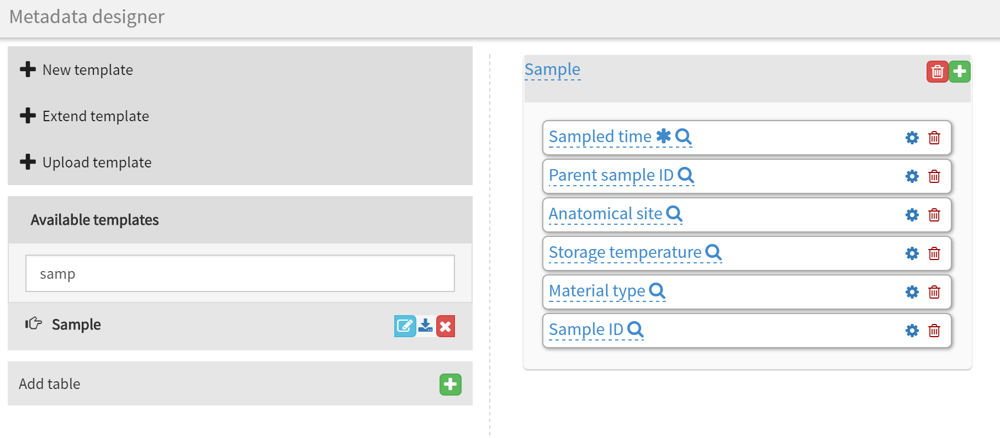 Metadata designer
New template
Extend template
Upload template
Available templates
samp
Sample
Add table
Sample
Sampled time
Parent sample ID
Anatomical site
Storage temperature
Material type
Sample ID